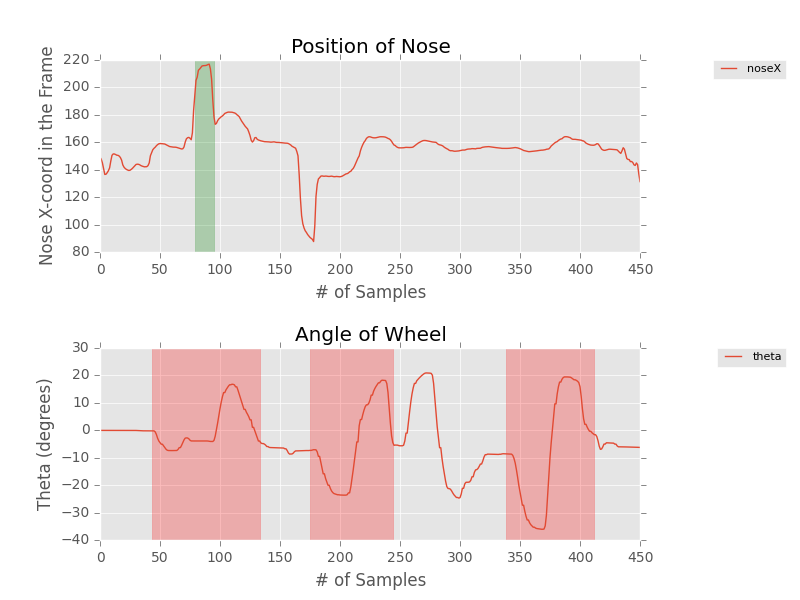 Position of Nose
Nose X-coord in the Frame
220
200
180
160
140
120
100
80
0 50 100 150 200 250 300 350 400 450
# of Samples
noseX
Angle of Wheel
Theta (degrees)
30
20
10
0
−10
−20
−30
−40
0 50 100 150 200 250 300 350 400 450
# of Samples
theta